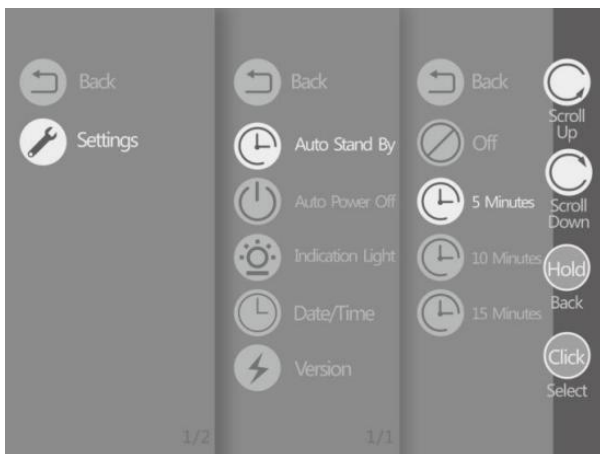 Back
Settings
1/2
Back
Auto Stand By
Auto Power Off
Indication Light
Date/Time
Version
1/1
Back
Off
5 Minutes
10 Minutes
15 Minutes
Scroll
Up
Scroll
Down
Hold
Back
Click
Select